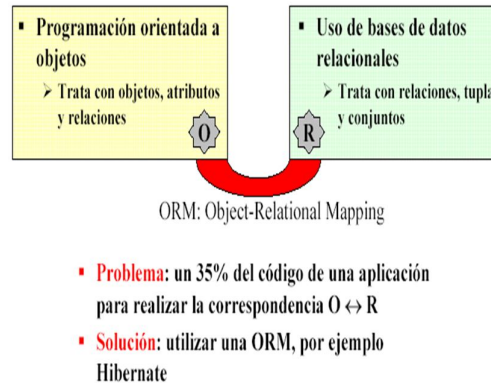 ▪ Programación orientada a
objetos
➢ Trata con objetos, atributos
y relaciones
O
▪ Uso de bases de datos
relacionales
➢ Trata con relaciones, tupla
y conjuntos
R
ORM: Object-Relational Mapping
▪ Problema: un 35% del código de una aplicación
para realizar la correspondencia O ↔ R
▪ Solución: utilizar una ORM, por ejemplo
Hibernate